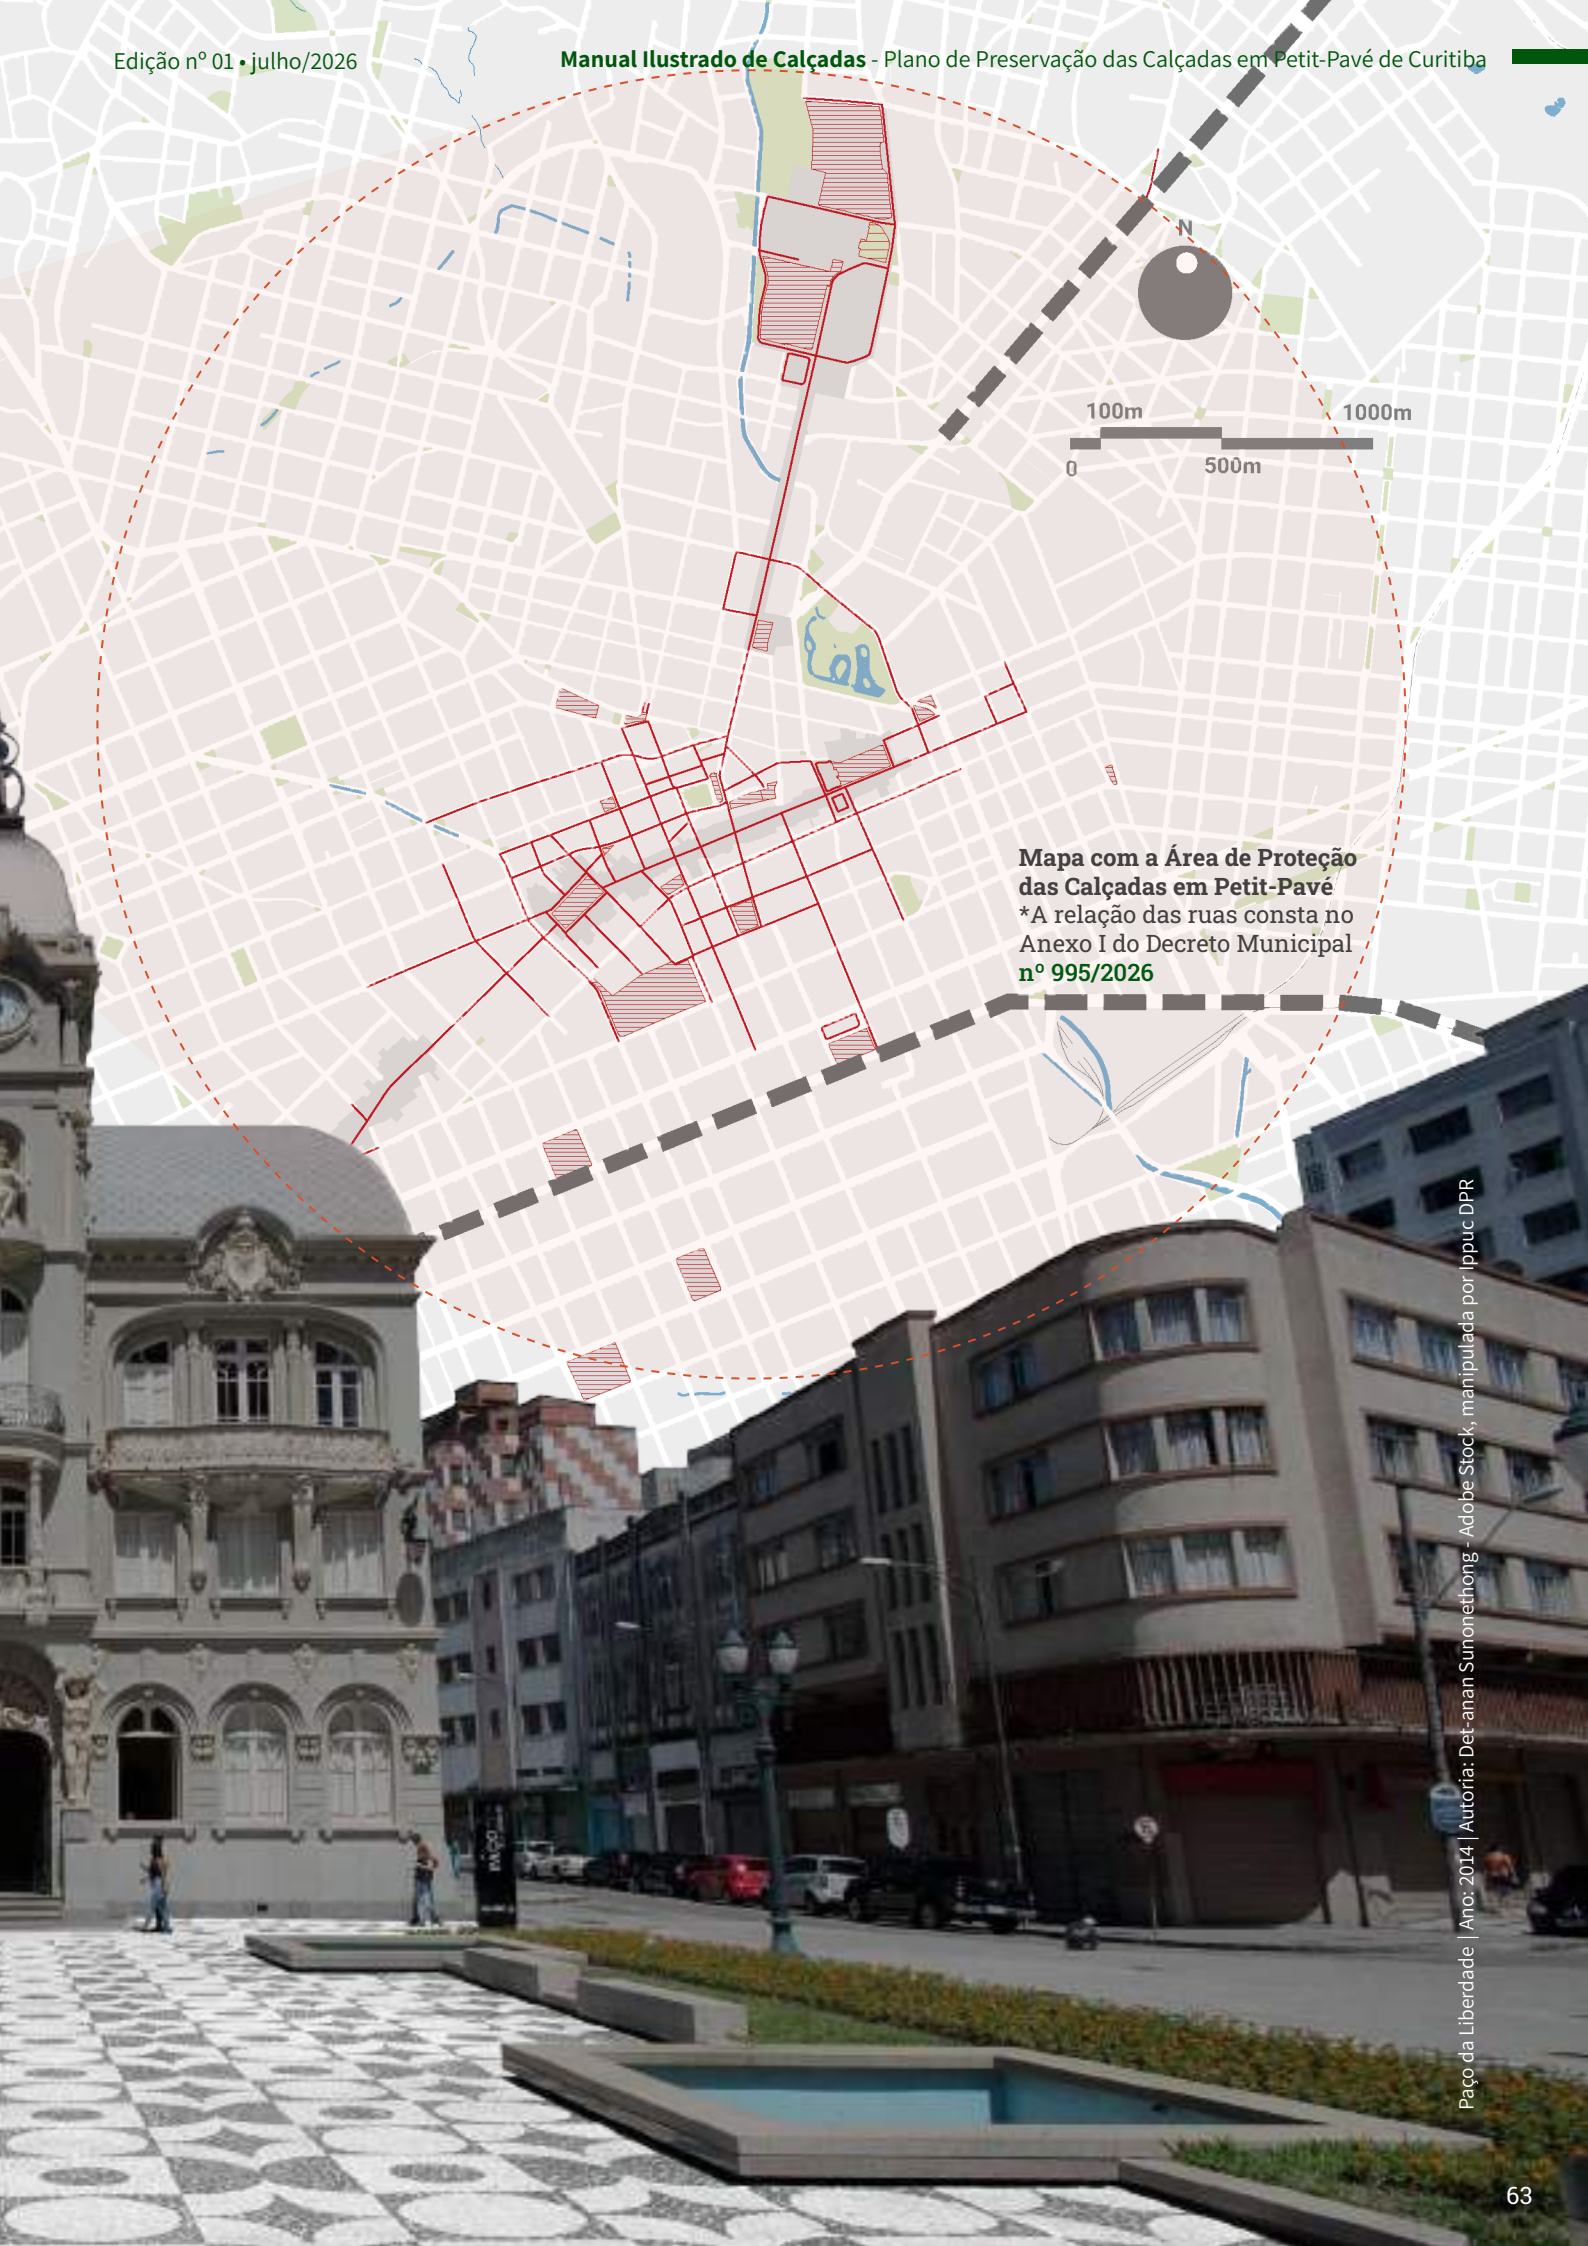 Edição nº 01 • julho/2026
Manual Ilustrado de Calçadas - Plano de Preservação das Calçadas em Petit-Pavé de Curitiba
N
100m
1000m
0
500m
Mapa com a Área de Proteção
das Calçadas em Petit-Pavé
*A relação das ruas consta no
Anexo I do Decreto Municipal
nº 995/2026
Paço da Liberdade | Ano: 2014 | Autoria: Det-anan Sunonethong - Adobe Stock, manipulada por Ippuc DPR
PAÇO
63